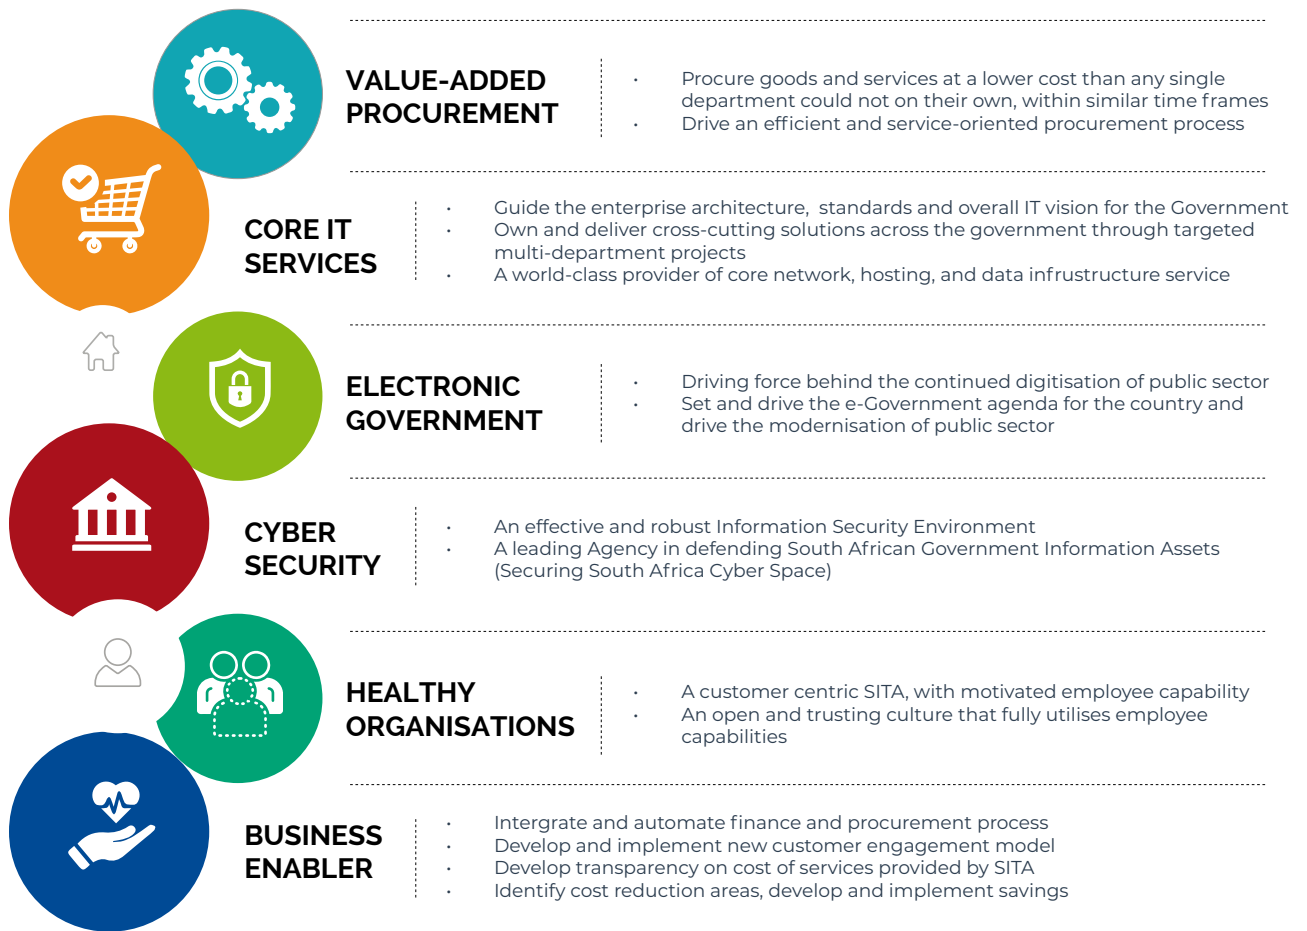 VALUE-ADDED
PROCUREMENT
• Procure goods and services at a lower cost than any single
department could not on their own, within similar time frames
• Drive an efficient and service-oriented procurement process
CORE IT
SERVICES
• Guide the enterprise architecture, standards and overall IT vision for the Government
• Own and deliver cross-cutting solutions across the government through targeted
multi-department projects
• A world-class provider of core network, hosting, and data infrustructure service
ELECTRONIC
GOVERNMENT
• Driving force behind the continued digitisation of public sector
• Set and drive the e-Government agenda for the country and
drive the modernisation of public sector
CYBER
SECURITY
• An effective and robust Information Security Environment
• A leading Agency in defending South African Government Information Assets
(Securing South Africa Cyber Space)
HEALTHY
ORGANISATIONS
• A customer centric SITA, with motivated employee capability
• An open and trusting culture that fully utilises employee
capabilities
BUSINESS
ENABLER
• Intergrate and automate finance and procurement process
• Develop and implement new customer engagement model
• Develop transparency on cost of services provided by SITA
• Identify cost reduction areas, develop and implement savings